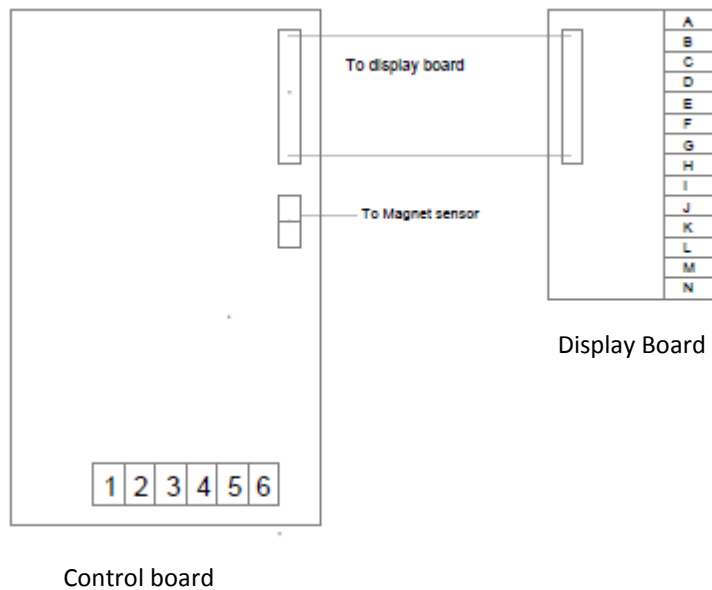 To display board
To Magnet sensor
1 2 3 4 5 6
Control board
A
B
C
D
E
F
G
H
I
J
K
L
M
N
Display Board